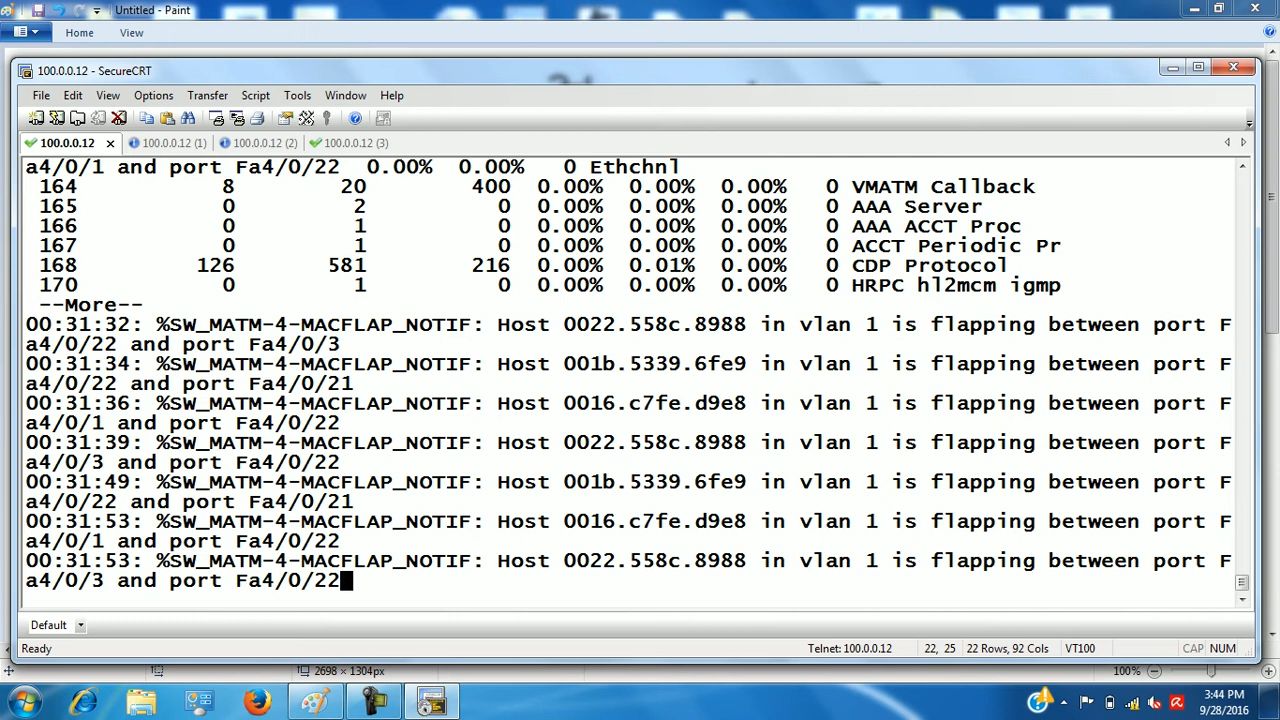 Untitled - Paint
Home View
100.0.0.12 - SecureCRT
File Edit View Options Transfer Script Tools Window Help
100.0.0.12 100.0.0.12 (1) 100.0.0.12 (2) 100.0.0.12 (3)
a4/0/1 and port Fa4/0/22 0.00% 0.00% 0 Ethchnl
164 8 20 400 0.00% 0.00% 0.00% 0 VMATM Callback
165 0 2 0 0.00% 0.00% 0.00% 0 AAA Server
166 0 1 0 0.00% 0.00% 0.00% 0 AAA ACCT Proc
167 0 1 0 0.00% 0.00% 0.00% 0 ACCT Periodic Pr
168 126 581 216 0.00% 0.01% 0.00% 0 CDP Protocol
170 0 1 0 0.00% 0.00% 0.00% 0 HRPC hl2mcm igmp
--More--
00:31:32: %SW_MATM-4-MACFLAP_NOTIF: Host 0022.558c.8988 in vlan 1 is flapping between port F
a4/0/22 and port Fa4/0/3
00:31:34: %SW_MATM-4-MACFLAP_NOTIF: Host 001b.5339.6fe9 in vlan 1 is flapping between port F
a4/0/22 and port Fa4/0/21
00:31:36: %SW_MATM-4-MACFLAP_NOTIF: Host 0016.c7fe.d9e8 in vlan 1 is flapping between port F
a4/0/1 and port Fa4/0/22
00:31:39: %SW_MATM-4-MACFLAP_NOTIF: Host 0022.558c.8988 in vlan 1 is flapping between port F
a4/0/3 and port Fa4/0/22
00:31:49: %SW_MATM-4-MACFLAP_NOTIF: Host 001b.5339.6fe9 in vlan 1 is flapping between port F
a4/0/22 and port Fa4/0/21
00:31:53: %SW_MATM-4-MACFLAP_NOTIF: Host 0016.c7fe.d9e8 in vlan 1 is flapping between port F
a4/0/1 and port Fa4/0/22
00:31:53: %SW_MATM-4-MACFLAP_NOTIF: Host 0022.558c.8988 in vlan 1 is flapping between port F
a4/0/3 and port Fa4/0/22
Default
Ready Telnet: 100.0.0.12 22, 25 22 Rows, 92 Cols VT100 CAP NUM
2698 × 1304px 100%
3:44 PM
9/28/2016